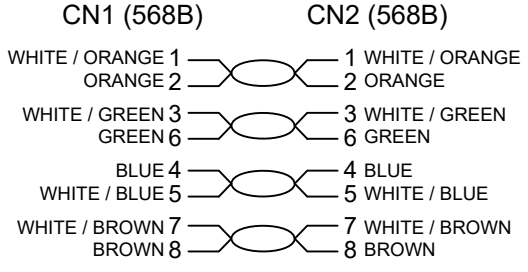 CN1 (568B) CN2 (568B)
WHITE / ORANGE 1 1 WHITE / ORANGE
ORANGE 2 2 ORANGE
WHITE / GREEN 3 3 WHITE / GREEN
GREEN 6 6 GREEN
BLUE 4 4 BLUE
WHITE / BLUE 5 5 WHITE / BLUE
WHITE / BROWN 7 7 WHITE / BROWN
BROWN 8 8 BROWN